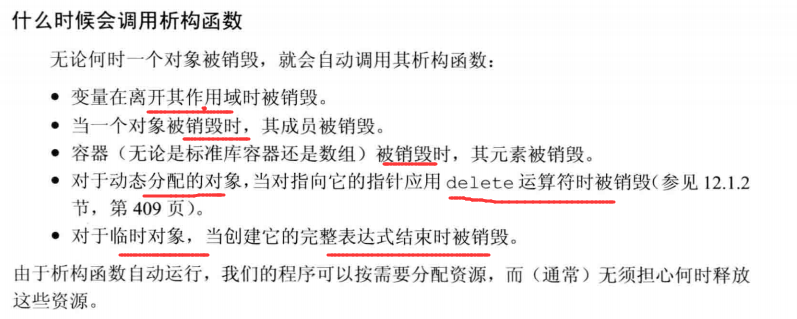 什么时候会调用析构函数
无论何时一个对象被销毁，就会自动调用其析构函数：
• 变量在离开其作用域时被销毁。
• 当一个对象被销毁时，其成员被销毁。
• 容器（无论是标准库容器还是数组）被销毁时，其元素被销毁。
• 对于动态分配的对象，当对指向它的指针应用 delete 运算符时被销毁（参见 12.1.2
节，第 409 页）。
• 对于临时对象，当创建它的完整表达式结束时被销毁。
由于析构函数自动运行，我们的程序可以按需要分配资源，而（通常）无须担心何时释放
这些资源。